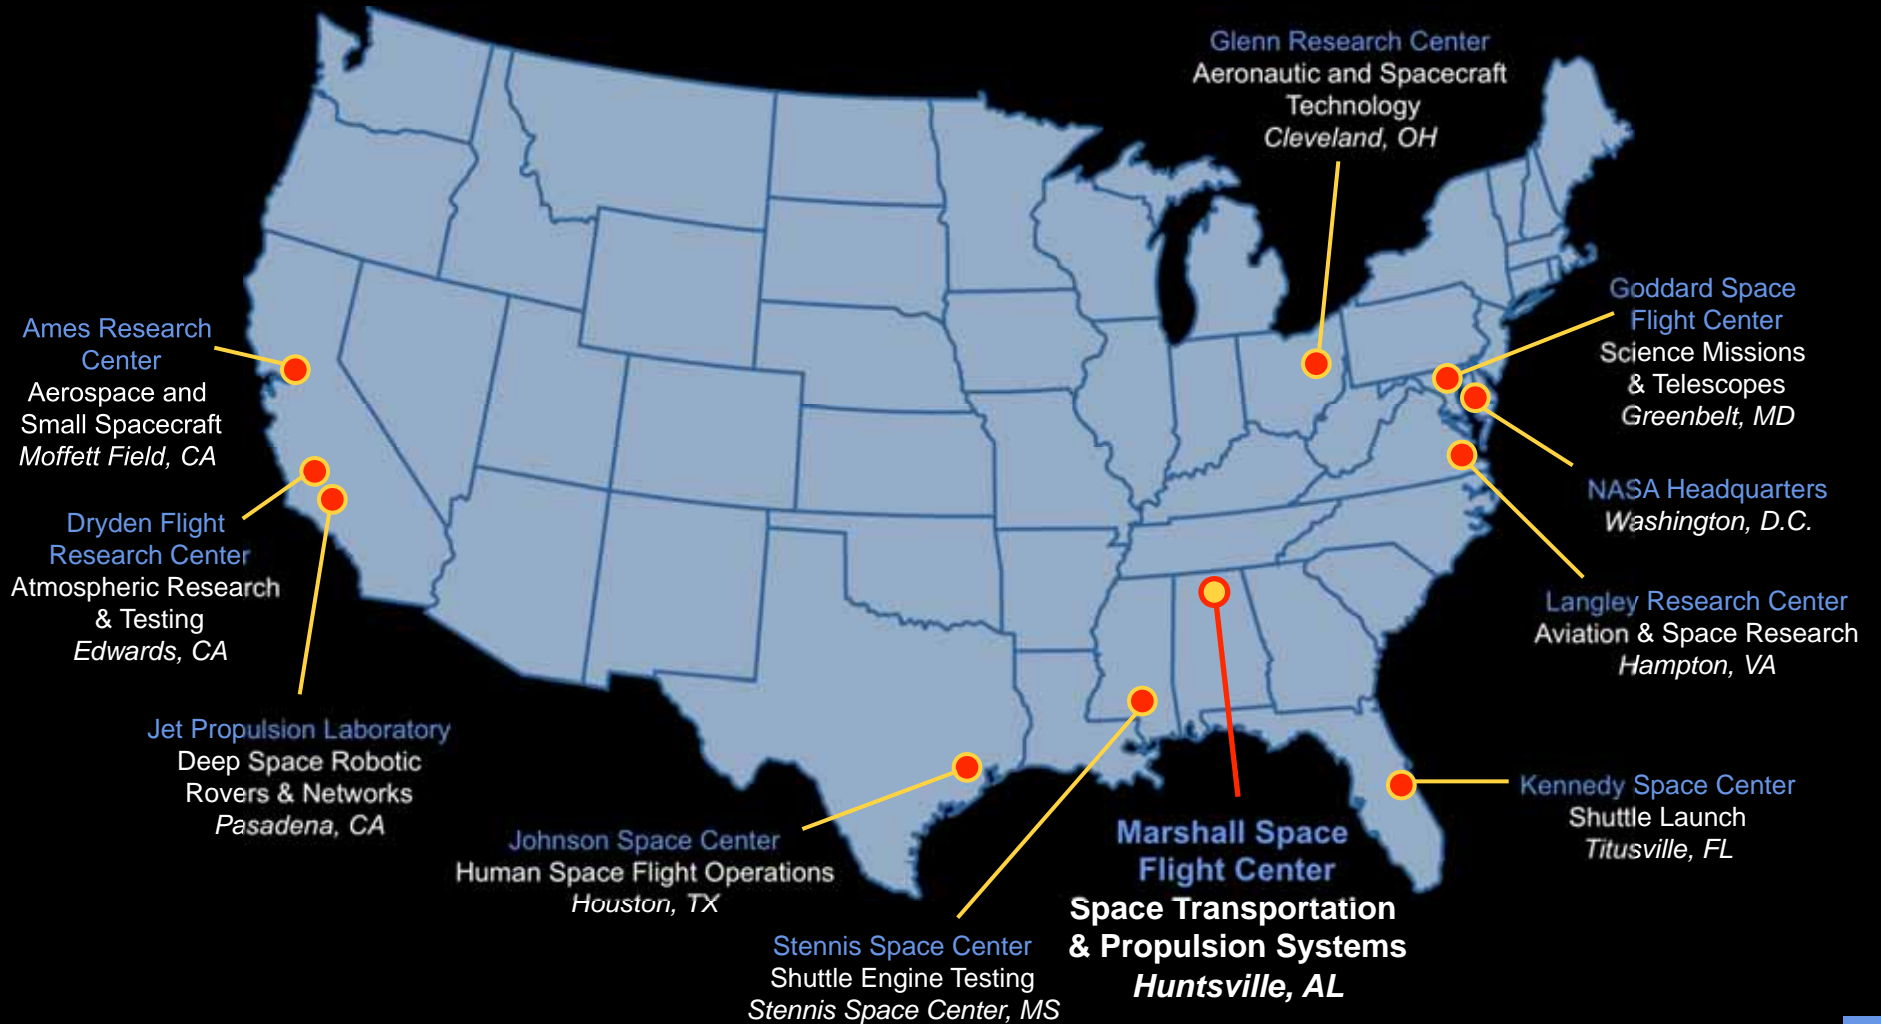 Glenn Research Center
Aeronautic and Spacecraft
Technology
Cleveland, OH
Goddard Space
Flight Center
Science Missions
& Telescopes
Greenbelt, MD
NASA Headquarters
Washington, D.C.
Langley Research Center
Aviation & Space Research
Hampton, VA
Kennedy Space Center
Shuttle Launch
Titusville, FL
Ames Research
Center
Aerospace and
Small Spacecraft
Moffett Field, CA
Dryden Flight
Research Center
Atmospheric Research
& Testing
Edwards, CA
Jet Propulsion Laboratory
Deep Space Robotic
Rovers & Networks
Pasadena, CA
Johnson Space Center
Human Space Flight Operations
Houston, TX
Stennis Space Center
Shuttle Engine Testing
Stennis Space Center, MS
Marshall Space
Flight Center
Space Transportation
& Propulsion Systems
Huntsville, AL